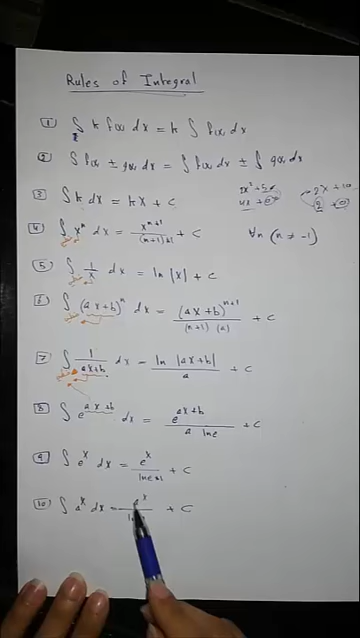 Rules of Integral
1 ∫ k f(x) dx = k ∫ f(x) dx
2 ∫ f(x) ± g(x) dx = ∫ f(x) dx ± ∫ g(x) dx
3 ∫ k dx = kx + c
4 ∫ xⁿ dx = xⁿ⁺¹/(n+1)×1 + c ∀n (n ≠ -1)
5 ∫ 1/x dx = ln |x| + c
6 ∫ (ax+b)ⁿ dx = (ax+b)ⁿ⁺¹/(n+1) (a) + c
7 ∫ 1/ax+b dx = ln |ax+b|/a + c
8 ∫ e^ax+b dx = e^ax+b/a lne + c
9 ∫ eˣ dx = eˣ/lne×1 + c
10 ∫ aˣ dx = aˣ + c